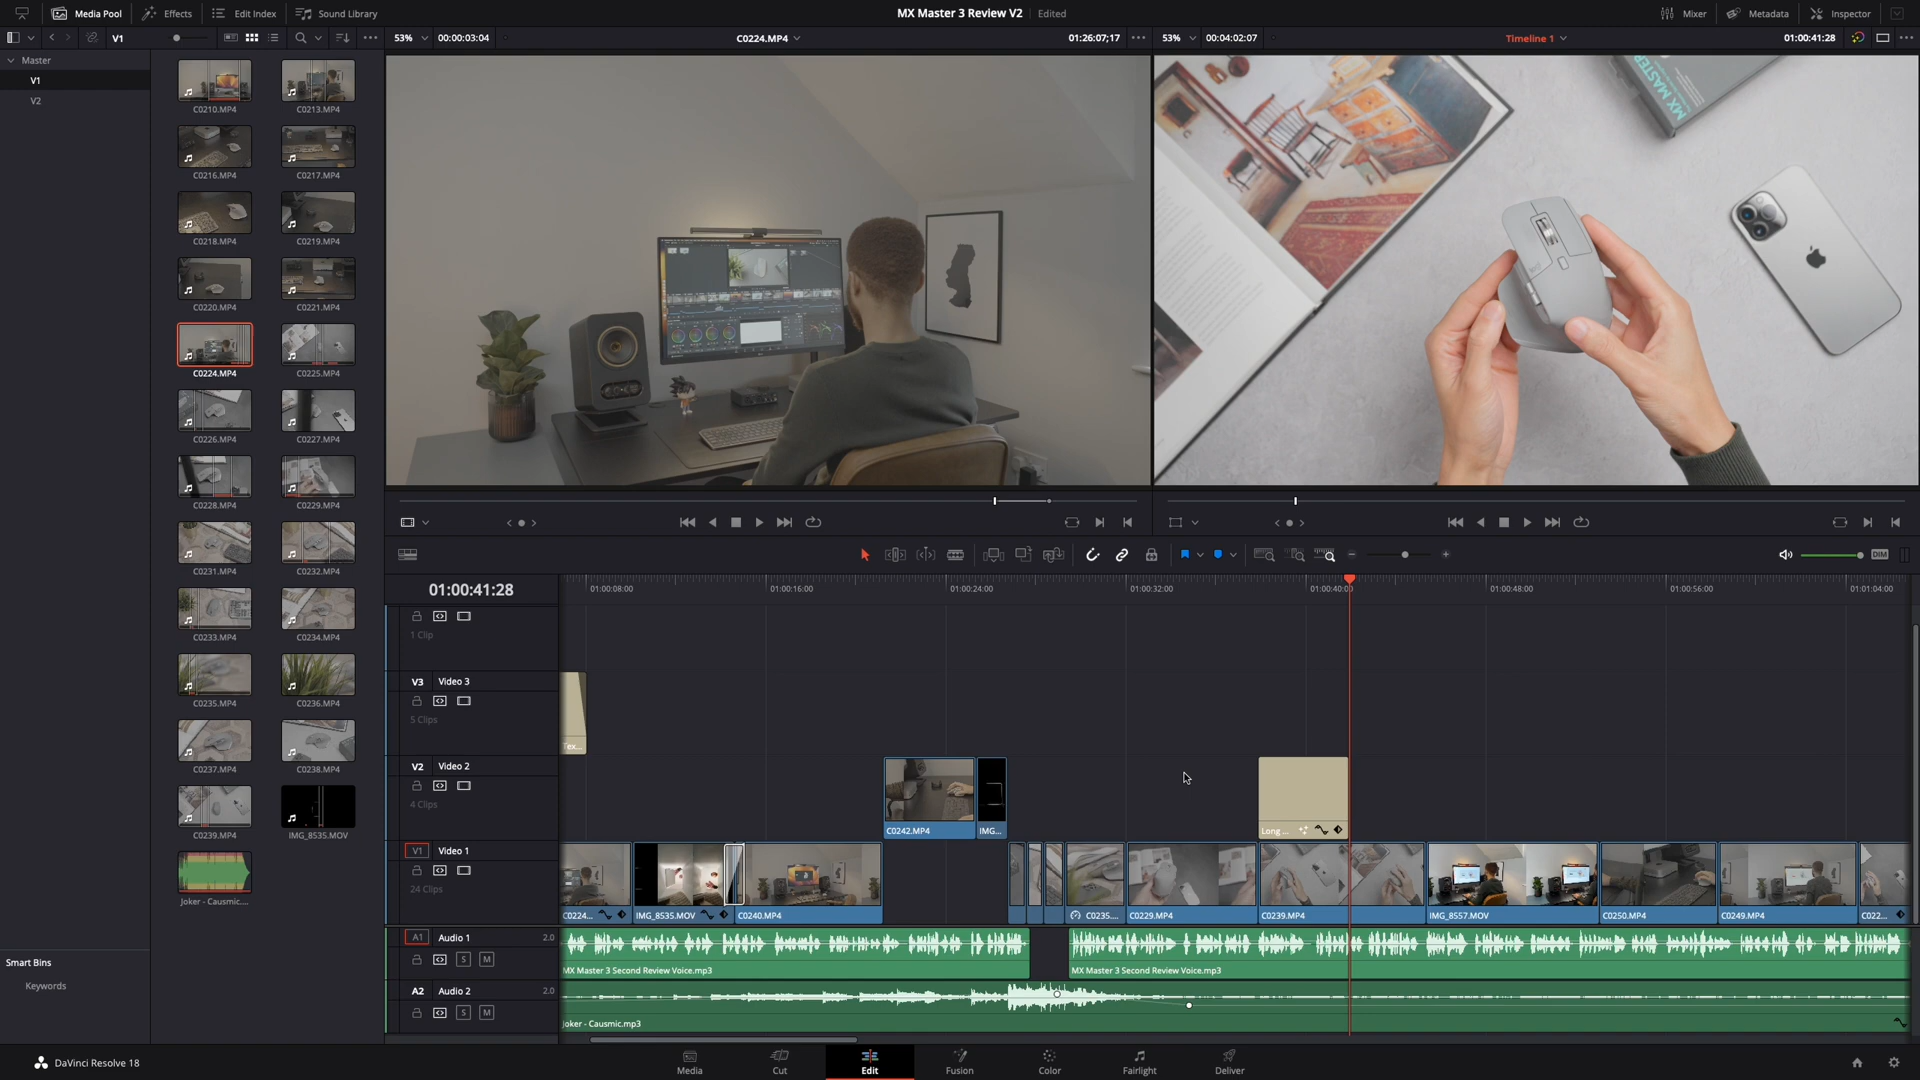 Media Pool
Effects
Edit Index
Sound Library
MX Master 3 Review V2
Edited
Mixer
Metadata
Inspector
V1
53%
00:00:03:04
C0224.MP4
01:26:07;17
53%
00:04:02:07
Timeline 1
01:00:41:28
Master
V1
V2
C0210.MP4
C0213.MP4
C0216.MP4
C0217.MP4
C0218.MP4
C0219.MP4
C0220.MP4
C0221.MP4
C0224.MP4
C0225.MP4
C0226.MP4
C0227.MP4
C0228.MP4
C0229.MP4
C0231.MP4
C0232.MP4
C0233.MP4
C0234.MP4
C0235.MP4
C0236.MP4
C0237.MP4
C0238.MP4
C0239.MP4
IMG_8535.MOV
Joker - Causmic....
Smart Bins
Keywords
MX MASTER
logi
DIM
01:00:41:28
01:00:08:00
01:00:16:00
01:00:24:00
01:00:32:00
01:00:40:00
01:00:48:00
01:00:56:00
01:01:04:00
1 Clip
V3
Video 3
5 Clips
Tex...
V2
Video 2
4 Clips
C0242.MP4
IMG...
Long ...
V1
Video 1
24 Clips
C0224...
IMG_8535.MOV
C0240.MP4
C0235....
C0229.MP4
C0239.MP4
IMG_8557.MOV
C0250.MP4
C0249.MP4
C022...
A1
Audio 1
2.0
S
M
MX Master 3 Second Review Voice.mp3
MX Master 3 Second Review Voice.mp3
A2
Audio 2
2.0
S
M
Joker - Causmic.mp3
DaVinci Resolve 18
Media
Cut
Edit
Fusion
Color
Fairlight
Deliver